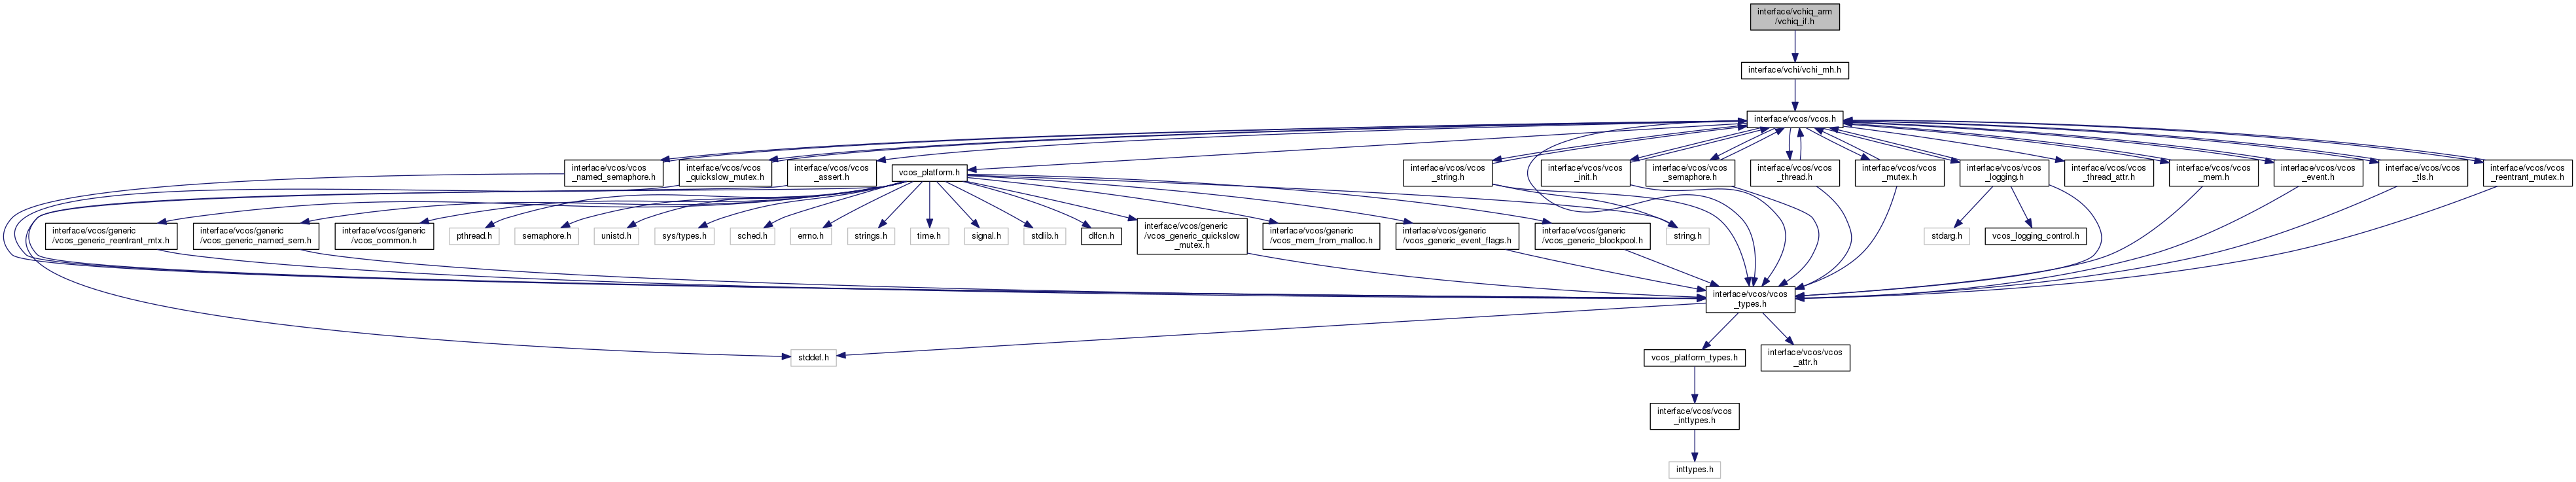 interface/vchiq_arm
/vchiq_if.h
interface/vchi/vchi_mh.h
interface/vcos/vcos.h
interface/vcos/vcos
_named_semaphore.h
interface/vcos/vcos
_quickslow_mutex.h
interface/vcos/vcos
_assert.h
vcos_platform.h
interface/vcos/vcos
_string.h
interface/vcos/vcos
_init.h
interface/vcos/vcos
_semaphore.h
interface/vcos/vcos
_thread.h
interface/vcos/vcos
_mutex.h
interface/vcos/vcos
_logging.h
interface/vcos/vcos
_thread_attr.h
interface/vcos/vcos
_mem.h
interface/vcos/vcos
_event.h
interface/vcos/vcos
_tls.h
interface/vcos/vcos
_reentrant_mutex.h
interface/vcos/generic
/vcos_generic_reentrant_mtx.h
interface/vcos/generic
/vcos_generic_named_sem.h
interface/vcos/generic
/vcos_common.h
pthread.h
semaphore.h
unistd.h
sys/types.h
sched.h
errno.h
strings.h
time.h
signal.h
stdlib.h
dlfcn.h
interface/vcos/generic
/vcos_generic_quickslow
_mutex.h
interface/vcos/generic
/vcos_mem_from_malloc.h
interface/vcos/generic
/vcos_generic_event_flags.h
interface/vcos/generic
/vcos_generic_blockpool.h
string.h
stdarg.h
vcos_logging_control.h
interface/vcos/vcos
_types.h
stddef.h
vcos_platform_types.h
interface/vcos/vcos
_attr.h
interface/vcos/vcos
_inttypes.h
inttypes.h